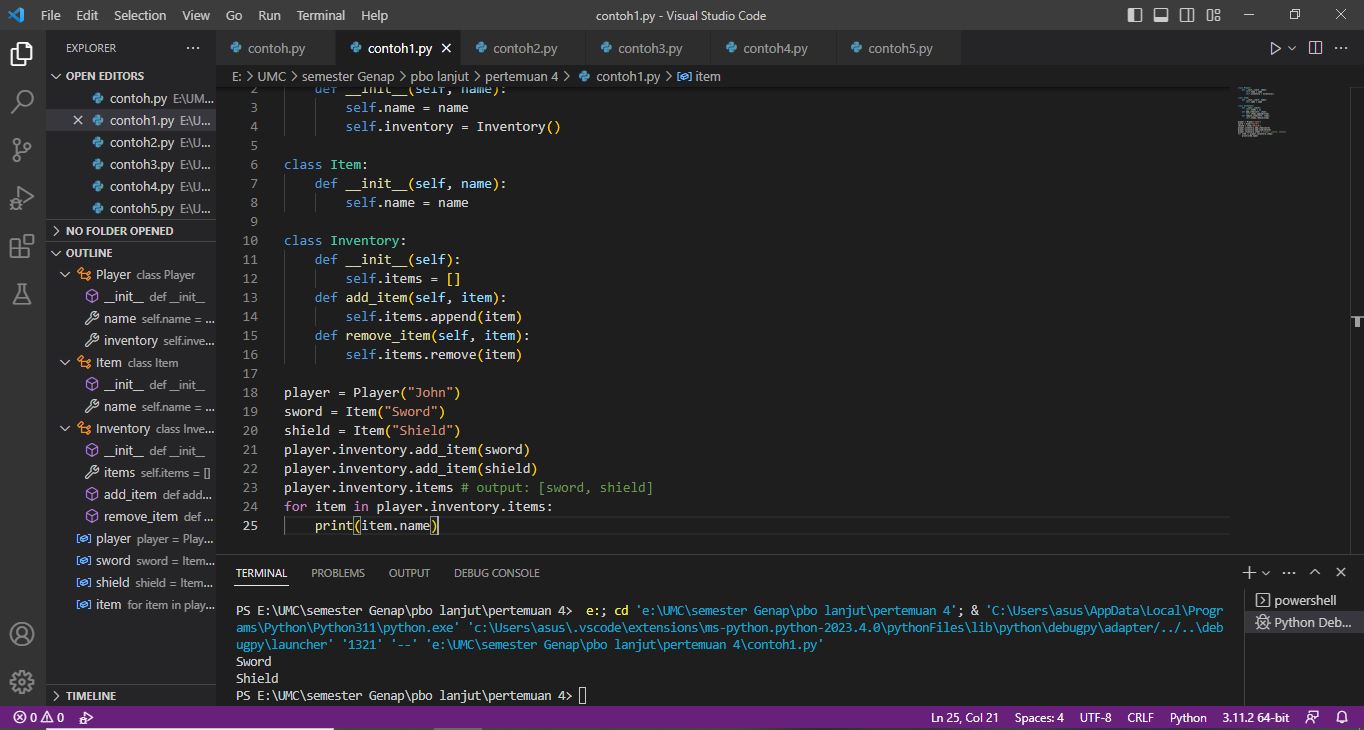 File Edit Selection View Go Run Terminal Help
contoh1.py - Visual Studio Code
EXPLORER ...
OPEN EDITORS
contoh.py E:\UM...
contoh1.py E:\U...
contoh2.py E:\U...
contoh3.py E:\U...
contoh4.py E:\U...
contoh5.py E:\U...
NO FOLDER OPENED
OUTLINE
Player class Player
__init__ def __init__
name self.name = ...
inventory self.inve...
Item class Item
__init__ def __init__
name self.name = ...
Inventory class Inve...
__init__ def __init__
items self.items = []
add_item def add...
remove_item def ...
player player = Play...
sword sword = Item...
shield shield = Item...
item for item in play...
TIMELINE
contoh.py contoh1.py contoh2.py contoh3.py contoh4.py contoh5.py
E: > UMC > semester Genap > pbo lanjut > pertemuan 4 > contoh1.py > item
2     def __init__(self, name):
3         self.name = name
4         self.inventory = Inventory()
5
6 class Item:
7     def __init__(self, name):
8         self.name = name
9
10 class Inventory:
11     def __init__(self):
12         self.items = []
13     def add_item(self, item):
14         self.items.append(item)
15     def remove_item(self, item):
16         self.items.remove(item)
17
18 player = Player("John")
19 sword = Item("Sword")
20 shield = Item("Shield")
21 player.inventory.add_item(sword)
22 player.inventory.add_item(shield)
23 player.inventory.items # output: [sword, shield]
24 for item in player.inventory.items:
25     print(item.name)
TERMINAL PROBLEMS OUTPUT DEBUG CONSOLE
PS E:\UMC\semester Genap\pbo lanjut\pertemuan 4>  e:; cd 'e:\UMC\semester Genap\pbo lanjut\pertemuan 4'; & 'C:\Users\asus\AppData\Local\Progr
ams\Python\Python311\python.exe' 'c:\Users\asus\.vscode\extensions\ms-python.python-2023.4.0\pythonFiles\lib\python\debugpy\adapter/../..\deb
ugpy\launcher' '1321' '--' 'e:\UMC\semester Genap\pbo lanjut\pertemuan 4\contoh1.py'
Sword
Shield
PS E:\UMC\semester Genap\pbo lanjut\pertemuan 4>
powershell
Python Deb...
0 0
Ln 25, Col 21 Spaces: 4 UTF-8 CRLF Python 3.11.2 64-bit